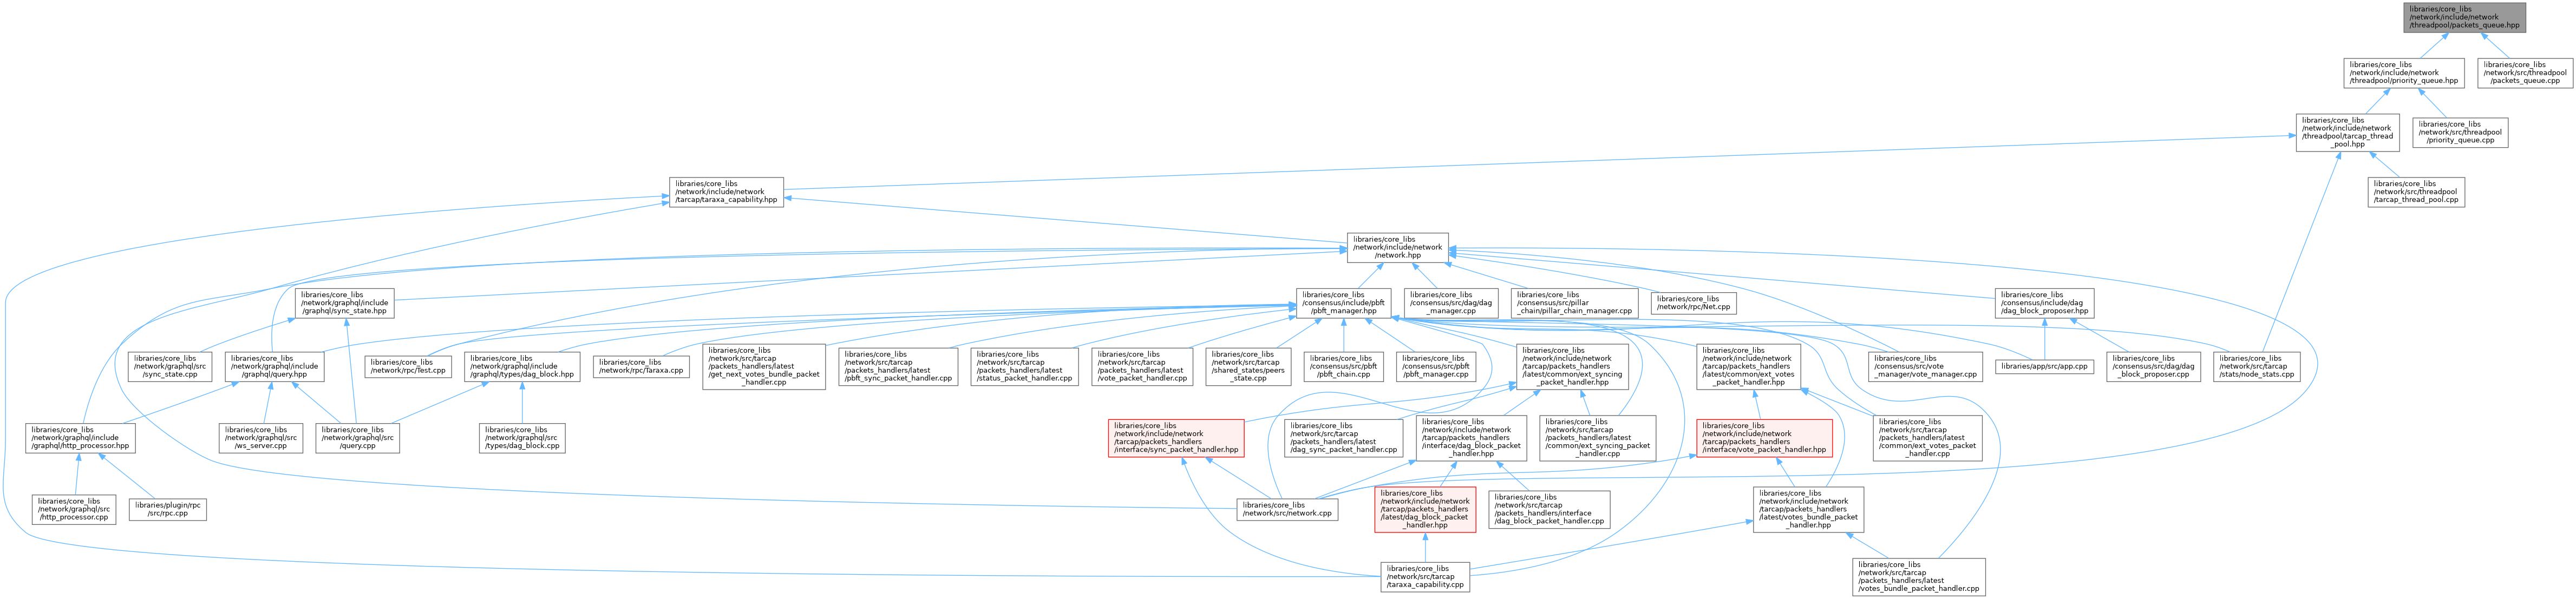 libraries/core_libs
/network/include/network
/threadpool/packets_queue.hpp
libraries/core_libs
/network/include/network
/threadpool/priority_queue.hpp
libraries/core_libs
/network/src/threadpool
/packets_queue.cpp
libraries/core_libs
/network/include/network
/threadpool/tarcap_thread
_pool.hpp
libraries/core_libs
/network/src/threadpool
/priority_queue.cpp
libraries/core_libs
/network/include/network
/tarcap/taraxa_capability.hpp
libraries/core_libs
/network/src/threadpool
/tarcap_thread_pool.cpp
libraries/core_libs
/network/include/network
/network.hpp
libraries/core_libs
/network/graphql/include
/graphql/sync_state.hpp
libraries/core_libs
/consensus/include/pbft
/pbft_manager.hpp
libraries/core_libs
/consensus/src/dag/dag
_manager.cpp
libraries/core_libs
/consensus/src/pillar
_chain/pillar_chain_manager.cpp
libraries/core_libs
/network/rpc/Net.cpp
libraries/core_libs
/consensus/include/dag
/dag_block_proposer.hpp
libraries/core_libs
/network/graphql/src
/sync_state.cpp
libraries/core_libs
/network/graphql/include
/graphql/query.hpp
libraries/core_libs
/network/rpc/Test.cpp
libraries/core_libs
/network/graphql/include
/graphql/types/dag_block.hpp
libraries/core_libs
/network/rpc/Taraxa.cpp
libraries/core_libs
/network/src/tarcap
/packets_handlers/latest
/get_next_votes_bundle_packet
_handler.cpp
libraries/core_libs
/network/src/tarcap
/packets_handlers/latest
/pbft_sync_packet_handler.cpp
libraries/core_libs
/network/src/tarcap
/packets_handlers/latest
/status_packet_handler.cpp
libraries/core_libs
/network/src/tarcap
/packets_handlers/latest
/vote_packet_handler.cpp
libraries/core_libs
/network/src/tarcap
/shared_states/peers
_state.cpp
libraries/core_libs
/consensus/src/pbft
/pbft_chain.cpp
libraries/core_libs
/consensus/src/pbft
/pbft_manager.cpp
libraries/core_libs
/network/include/network
/tarcap/packets_handlers
/latest/common/ext_syncing
_packet_handler.hpp
libraries/core_libs
/network/include/network
/tarcap/packets_handlers
/latest/common/ext_votes
_packet_handler.hpp
libraries/core_libs
/consensus/src/vote
_manager/vote_manager.cpp
libraries/app/src/app.cpp
libraries/core_libs
/consensus/src/dag/dag
_block_proposer.cpp
libraries/core_libs
/network/src/tarcap
/stats/node_stats.cpp
libraries/core_libs
/network/graphql/include
/graphql/http_processor.hpp
libraries/core_libs
/network/graphql/src
/ws_server.cpp
libraries/core_libs
/network/graphql/src
/query.cpp
libraries/core_libs
/network/graphql/src
/types/dag_block.cpp
libraries/core_libs
/network/include/network
/tarcap/packets_handlers
/interface/sync_packet_handler.hpp
libraries/core_libs
/network/src/tarcap
/packets_handlers/latest
/dag_sync_packet_handler.cpp
libraries/core_libs
/network/include/network
/tarcap/packets_handlers
/interface/dag_block_packet
_handler.hpp
libraries/core_libs
/network/src/tarcap
/packets_handlers/latest
/common/ext_syncing_packet
_handler.cpp
libraries/core_libs
/network/include/network
/tarcap/packets_handlers
/interface/vote_packet_handler.hpp
libraries/core_libs
/network/src/tarcap
/packets_handlers/latest
/common/ext_votes_packet
_handler.cpp
libraries/core_libs
/network/graphql/src
/http_processor.cpp
libraries/plugin/rpc
/src/rpc.cpp
libraries/core_libs
/network/src/network.cpp
libraries/core_libs
/network/include/network
/tarcap/packets_handlers
/latest/dag_block_packet
_handler.hpp
libraries/core_libs
/network/src/tarcap
/packets_handlers/interface
/dag_block_packet_handler.cpp
libraries/core_libs
/network/include/network
/tarcap/packets_handlers
/latest/votes_bundle_packet
_handler.hpp
libraries/core_libs
/network/src/tarcap
/taraxa_capability.cpp
libraries/core_libs
/network/src/tarcap
/packets_handlers/latest
/votes_bundle_packet_handler.cpp